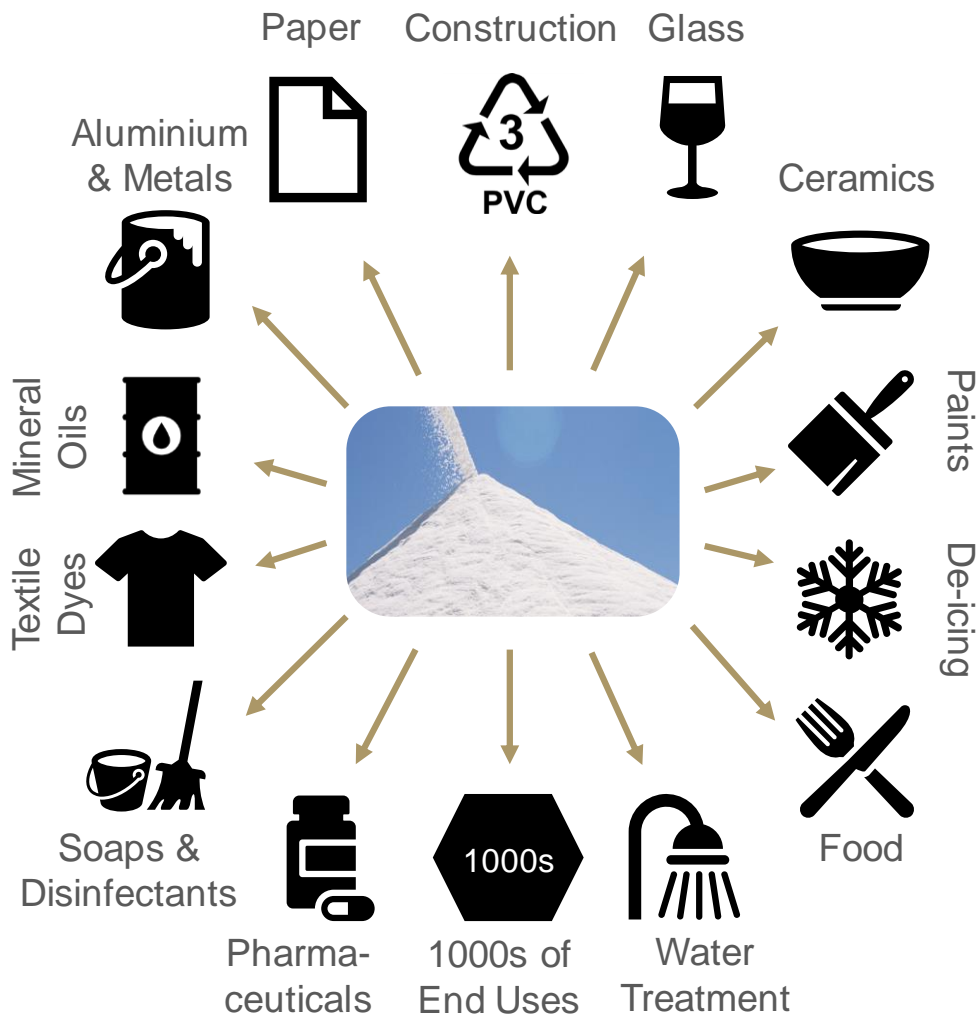 Paper
Construction
Glass
3
PVC
Aluminium
& Metals
Ceramics
Mineral
Oils
Paints
Textile
Dyes
De-icing
Soaps &
Disinfectants
Food
Pharma-
ceuticals
1000s
1000s of
End Uses
Water
Treatment